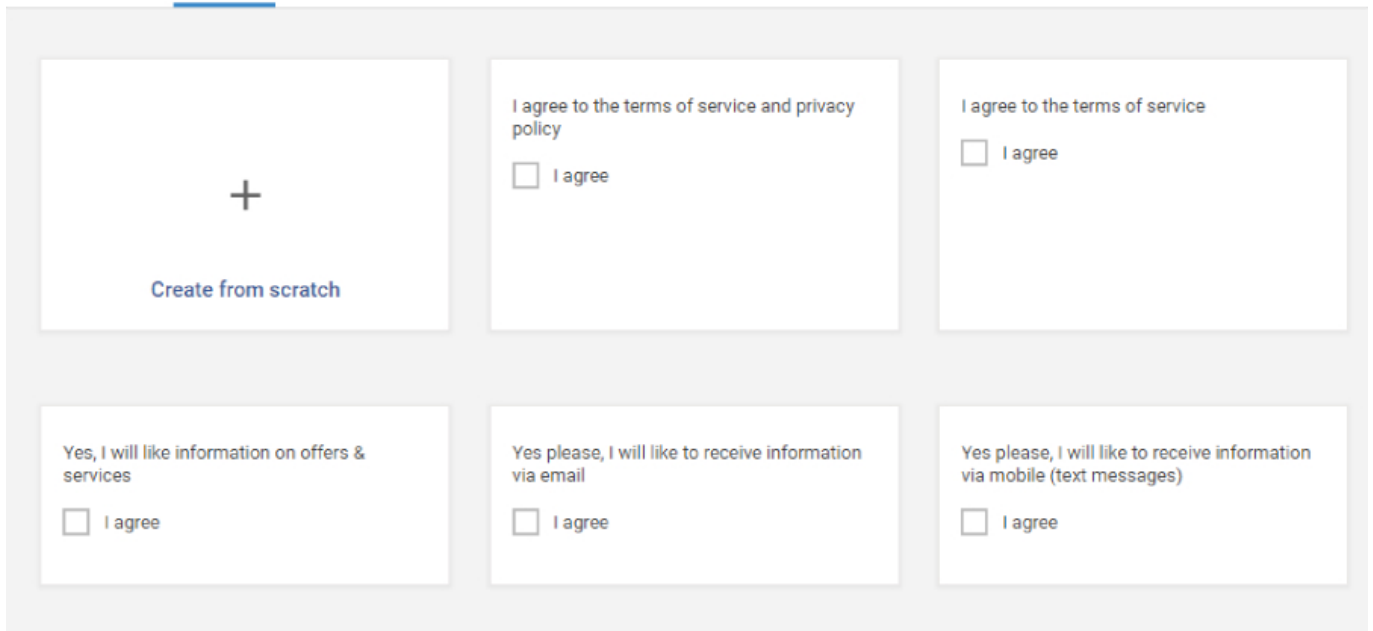 Create from scratch
I agree to the terms of service and privacy
policy
I agree
I agree to the terms of service
I agree
Yes, I will like information on offers &
services
I agree
Yes please, I will like to receive information
via email
I agree
Yes please, I will like to receive information
via mobile (text messages)
I agree